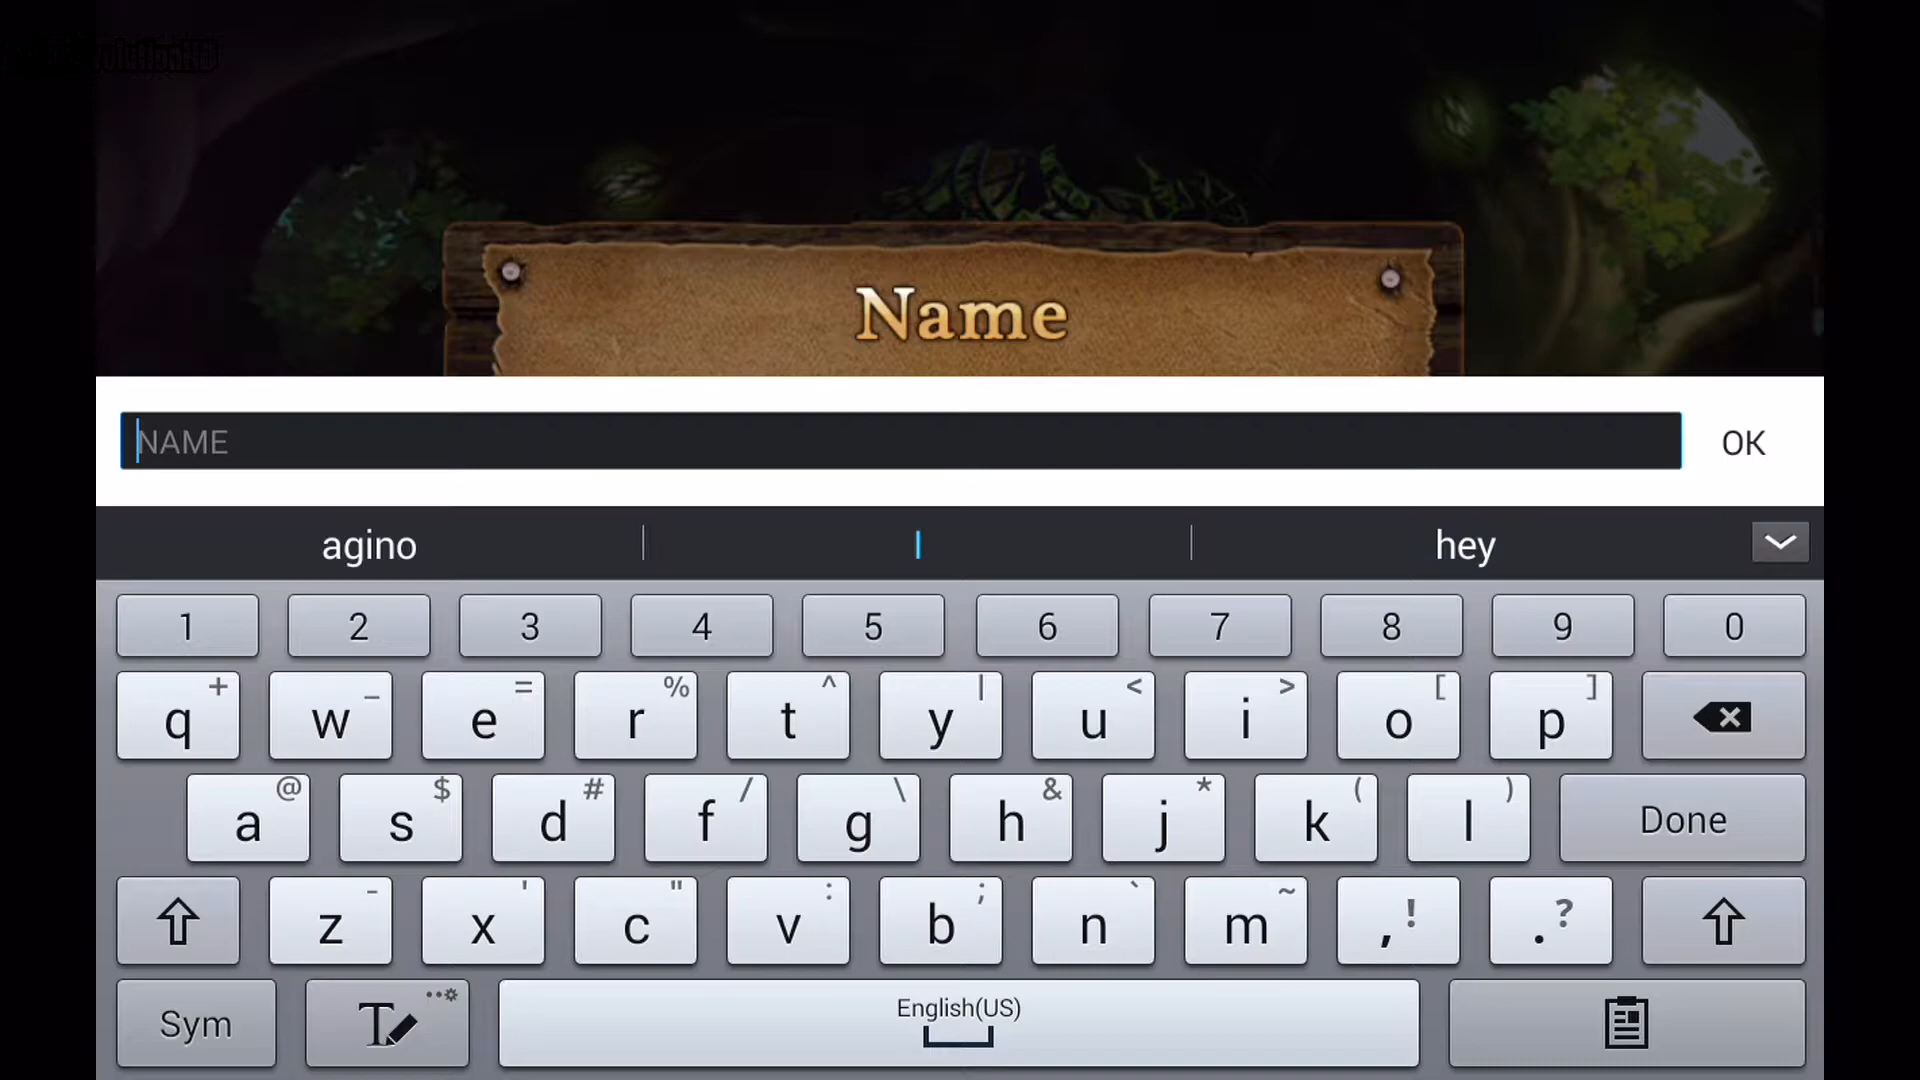 Name
NAME
OK
agino
I
hey
1 2 3 4 5 6 7 8 9 0
q + w _ e = r % t ^ y | u < i > o [ p ]
a @ s $ d # f / g \ h & j * k ( l ) Done
z - x ' c " v : b ; n ` m ~ , ! . ?
Sym T English(US)